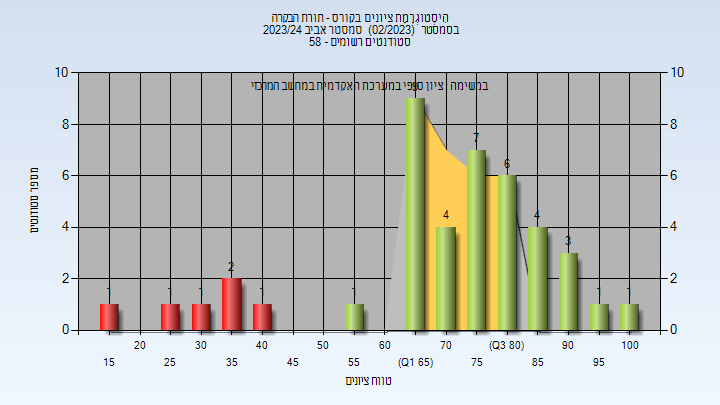 היסטוגרמת ציונים בקורס - תורת הבקרה
בסמסטר (02/2023) סמסטר אביב 2023/24
סטודנטים רשומים - 58
במשימה: ציון סופי במערכת האקדמית במחשב המרכזי
מספר סטודנטים
10 10
8 8
6 6
4 4
2 2
0 0
1 1 1 2 1 1 9 4 7 6 4 3 1 1
20 30 40 50 60 70 (Q3 80) 90 100
15 25 35 45 55 (Q1 65) 75 85 95
טווח ציונים